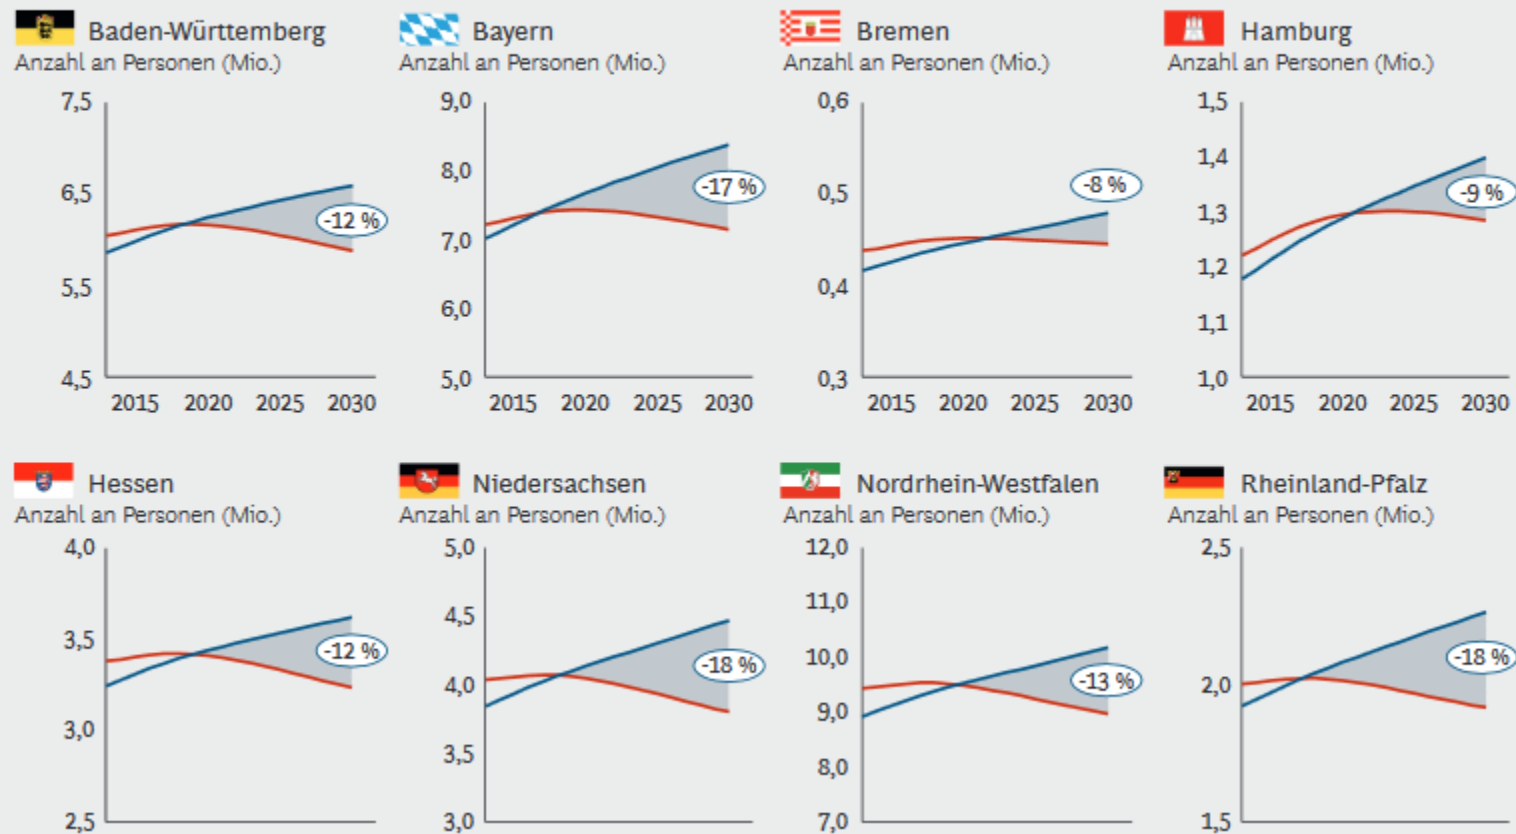 Baden-Württemberg
Anzahl an Personen (Mio.)
7,5
6,5
5,5
4,5
-12 %
2015 2020 2025 2030
Bayern
Anzahl an Personen (Mio.)
9,0
8,0
7,0
6,0
5,0
-17 %
2015 2020 2025 2030
Bremen
Anzahl an Personen (Mio.)
0,6
0,5
0,4
0,3
-8 %
2015 2020 2025 2030
Hamburg
Anzahl an Personen (Mio.)
1,5
1,4
1,3
1,2
1,1
1,0
-9 %
2015 2020 2025 2030
Hessen
Anzahl an Personen (Mio.)
4,0
3,5
3,0
2,5
-12 %
Niedersachsen
Anzahl an Personen (Mio.)
5,0
4,5
4,0
3,5
3,0
-18 %
Nordrhein-Westfalen
Anzahl an Personen (Mio.)
12,0
11,0
10,0
9,0
8,0
7,0
-13 %
Rheinland-Pfalz
Anzahl an Personen (Mio.)
2,5
2,0
1,5
-18 %